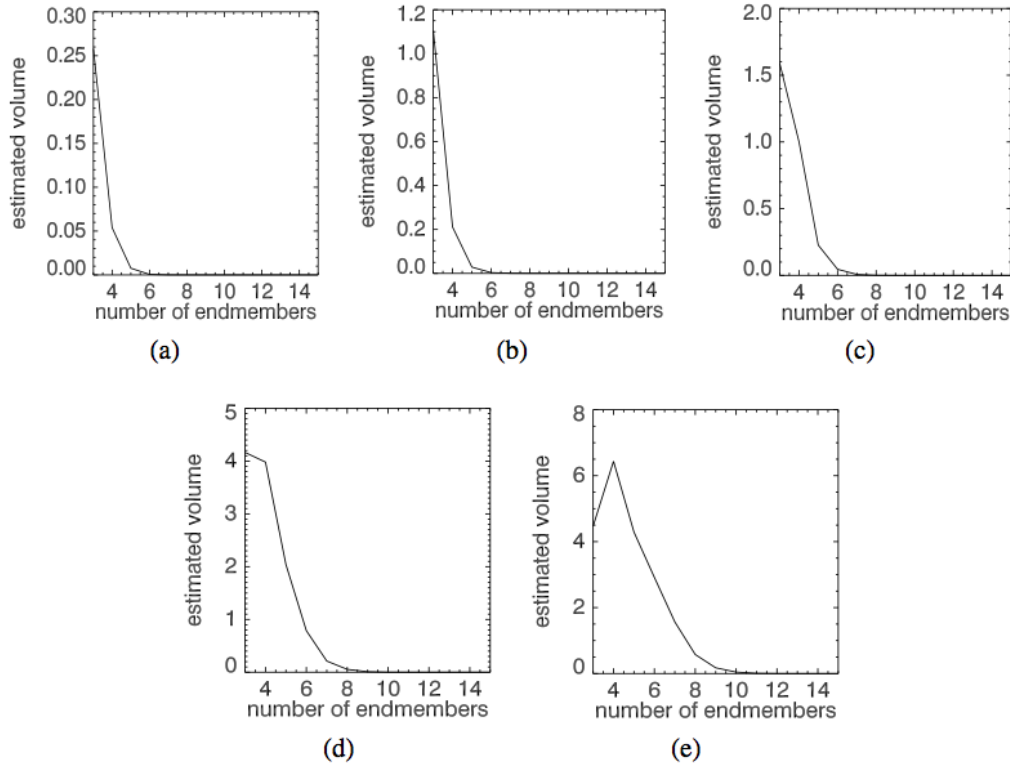 0.30
0.25
0.20
0.15
0.10
0.05
0.00
estimated volume
4 6 8 10 12 14
number of endmembers
(a)
1.2
1.0
0.8
0.6
0.4
0.2
0.0
estimated volume
4 6 8 10 12 14
number of endmembers
(b)
2.0
1.5
1.0
0.5
0.0
estimated volume
4 6 8 10 12 14
number of endmembers
(c)
5
4
3
2
1
0
estimated volume
4 6 8 10 12 14
number of endmembers
(d)
8
6
4
2
0
estimated volume
4 6 8 10 12 14
number of endmembers
(e)